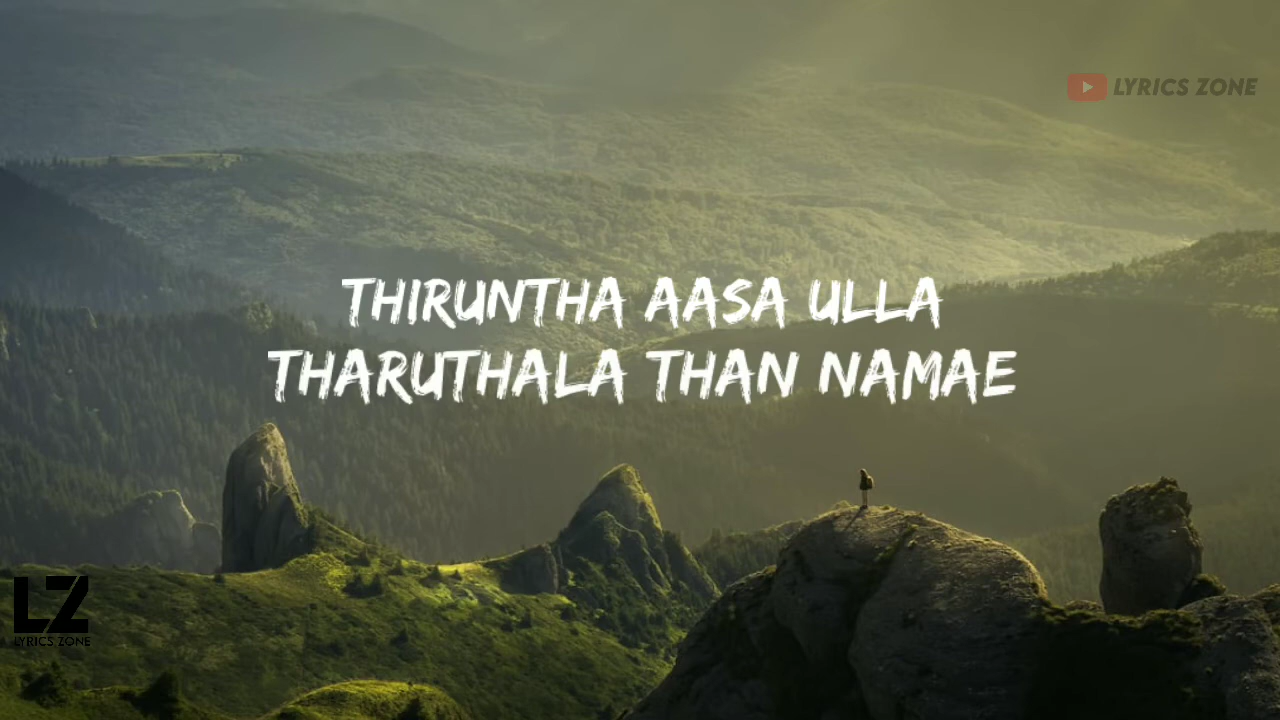 LYRICS ZONE
THIRUNTHA AASA ULLA
THARUTHALA THAN NAMAE
LZ
LYRICS ZONE